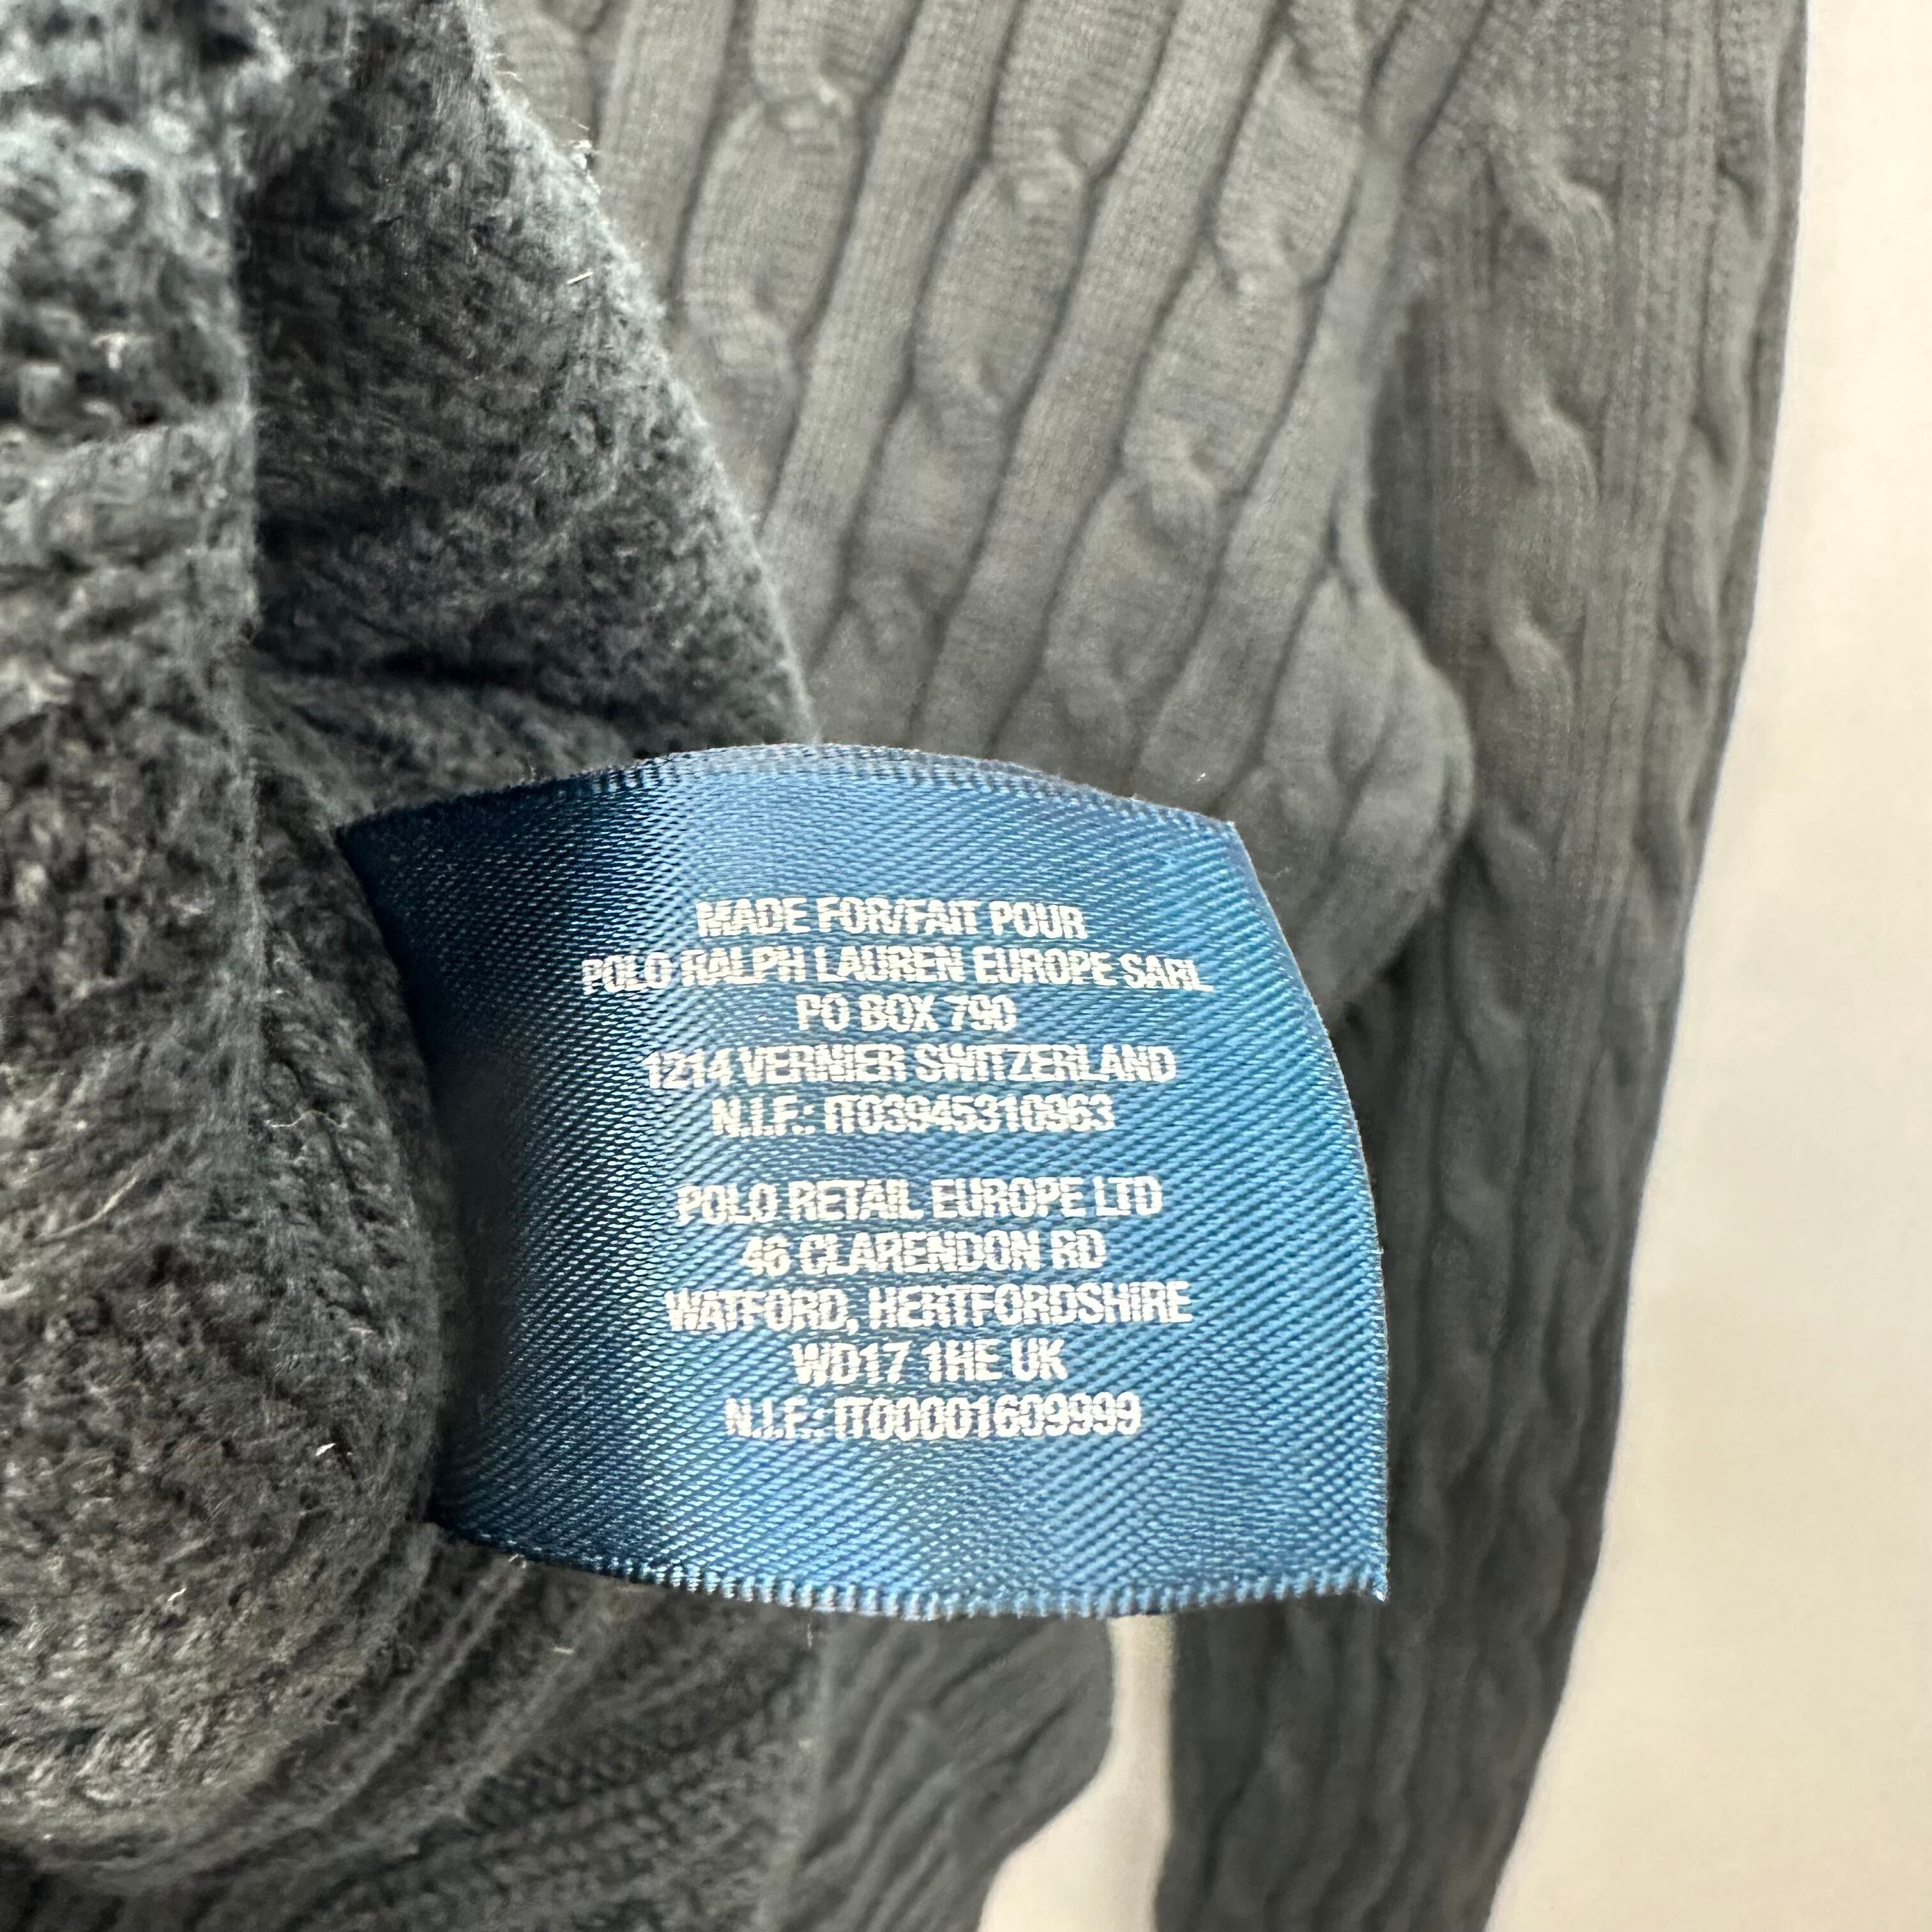 MADE FOR/FAIT POUR
POLO RALPH LAUREN EUROPE SARL
PO BOX 790
1214 VERNIER SWITZERLAND
N.I.F.: IT03945310963
POLO RETAIL EUROPE LTD
46 CLARENDON RD
WATFORD, HERTFORDSHIRE
WD17 1HE UK
N.I.F.: IT00001609999